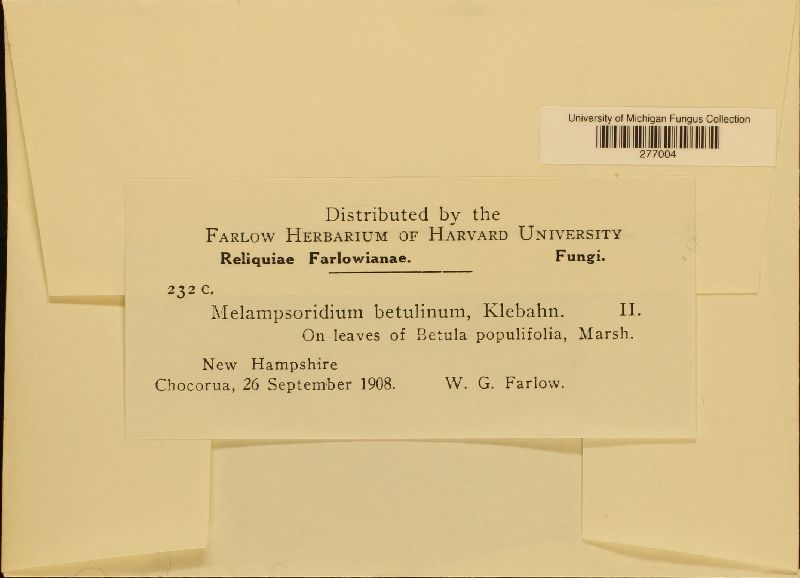 University of Michigan Fungus Collection
277004
Distributed by the
FARLOW HERBARIUM OF HARVARD UNIVERSITY
Reliquiae Farlowianae. Fungi.
232 c.
Melampsoridium betulinum, Klebahn. II.
On leaves of Betula populifolia, Marsh.
New Hampshire
Chocorua, 26 September 1908. W. G. Farlow.